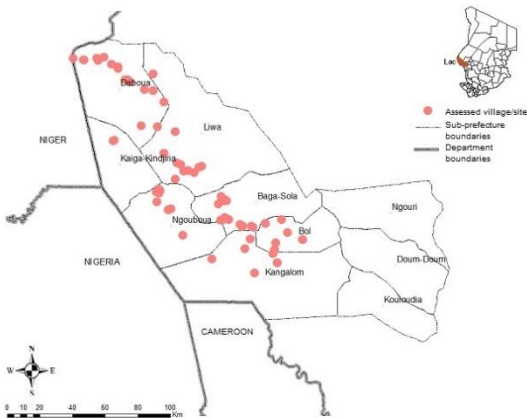 Lac
Assessed village/site
Sub-prefecture
boundaries
Department
boundaries
Daboua
Liwa
NIGER
Kaiga-Kindjiria
Baga-Sola
Ngouri
Ngouboua
Bol
NIGERIA
Doum-Doum
Kangalom
Kouloudia
CAMEROON
N
W
E
S
0 10 20 40 60 80 100
Km